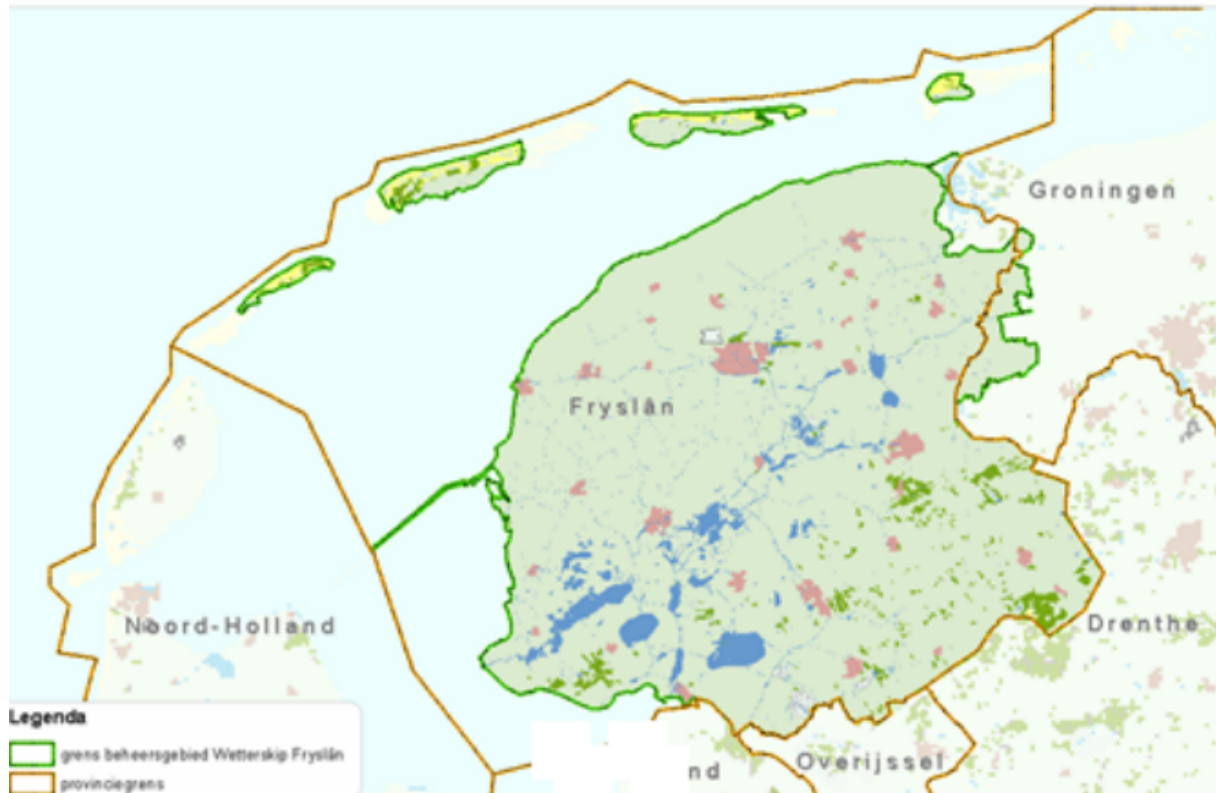 Groningen
Fryslân
Noord-Holland
Drenthe
Overijssel
nd
Legenda
grens beheersgebied Wetterskip Fryslân
provinciegrens